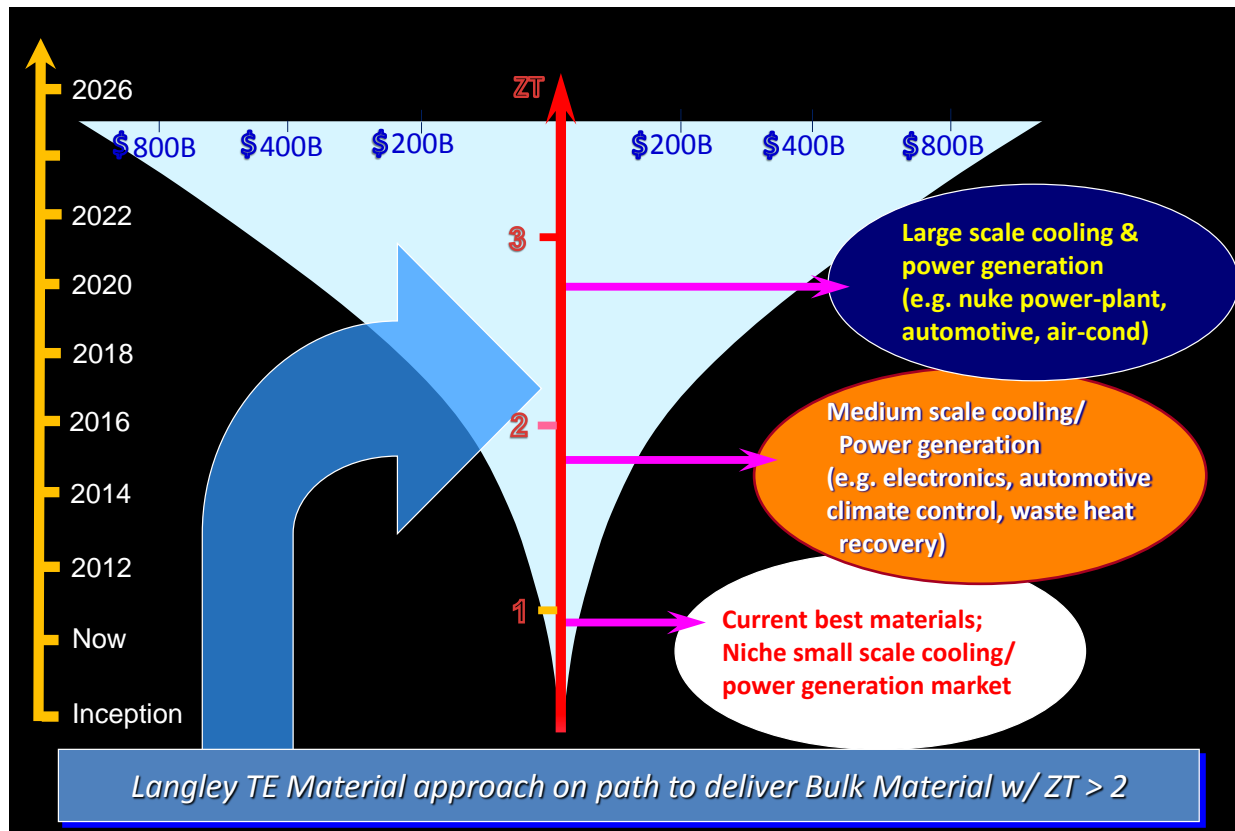 2026
2022
2020
2018
2016
2014
2012
Now
Inception
ZT
$800B
$400B
$200B
$200B
$400B
$800B
3
2
1
Large scale cooling &
power generation
(e.g. nuke power-plant,
automotive, air-cond)
Medium scale cooling/
Power generation
(e.g. electronics, automotive
climate control, waste heat
recovery)
Current best materials;
Niche small scale cooling/
power generation market
Langley TE Material approach on path to deliver Bulk Material w/ ZT > 2